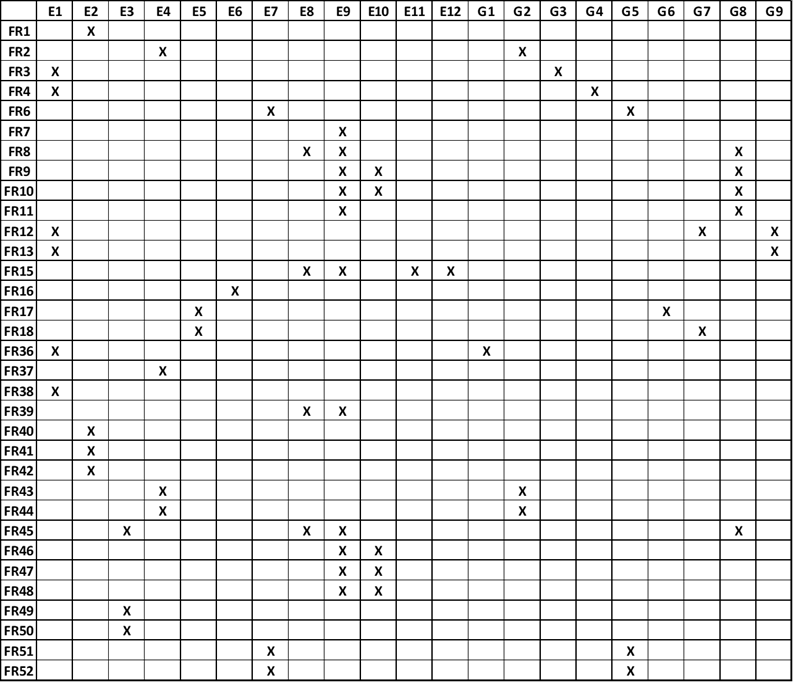 E1 E2 E3 E4 E5 E6 E7 E8 E9 E10 E11 E12 G1 G2 G3 G4 G5 G6 G7 G8 G9
FR1 X
FR2 X X
FR3 X X
FR4 X X
FR6 X X
FR7 X
FR8 X X X
FR9 X X X
FR10 X X X
FR11 X X
FR12 X X X
FR13 X X
FR15 X X X X
FR16 X
FR17 X X
FR18 X X
FR36 X X
FR37 X
FR38 X
FR39 X X
FR40 X
FR41 X
FR42 X
FR43 X X
FR44 X X
FR45 X X X X
FR46 X X
FR47 X X
FR48 X X
FR49 X
FR50 X
FR51 X X
FR52 X X